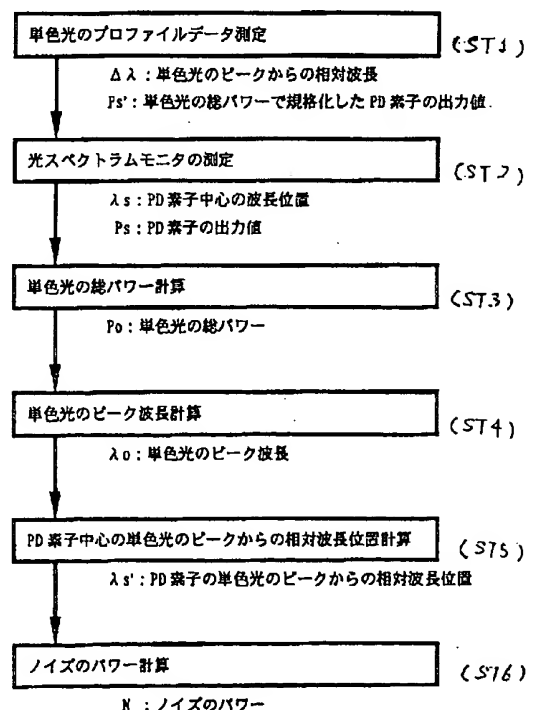 単色光のプロファイルデータ測定
(ST1)
Δλ:単色光のピークからの相対波長
Ps':単色光の総パワーで規格化したPD素子の出力値
光スペクトラムモニタの測定
(ST2)
λs:PD素子中心の波長位置
Ps:PD素子の出力値
単色光の総パワー計算
(ST3)
Po:単色光の総パワー
単色光のピーク波長計算
(ST4)
λo:単色光のピーク波長
PD素子中心の単色光のピークからの相対波長位置計算
(ST5)
λs':PD素子の単色光のピークからの相対波長位置
ノイズのパワー計算
(ST6)
N :ノイズのパワー